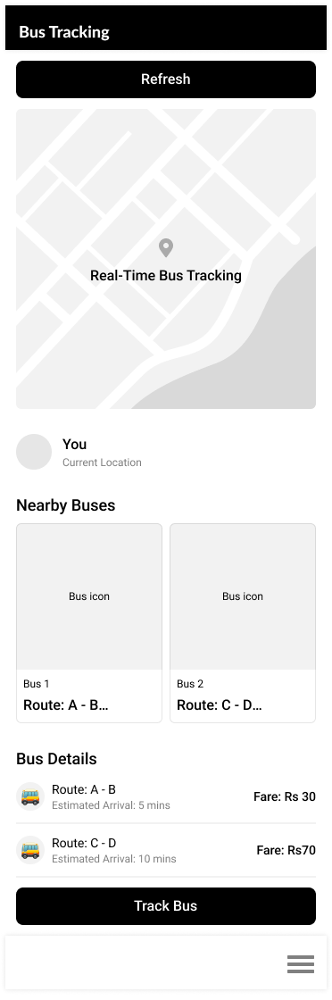 Bus Tracking
Refresh
Real-Time Bus Tracking
You
Current Location
Nearby Buses
Bus icon
Bus icon
Bus 1
Route: A - B...
Bus 2
Route: C - D...
Bus Details
Route: A - B
Estimated Arrival: 5 mins
Fare: Rs 30
Route: C - D
Estimated Arrival: 10 mins
Fare: Rs70
Track Bus